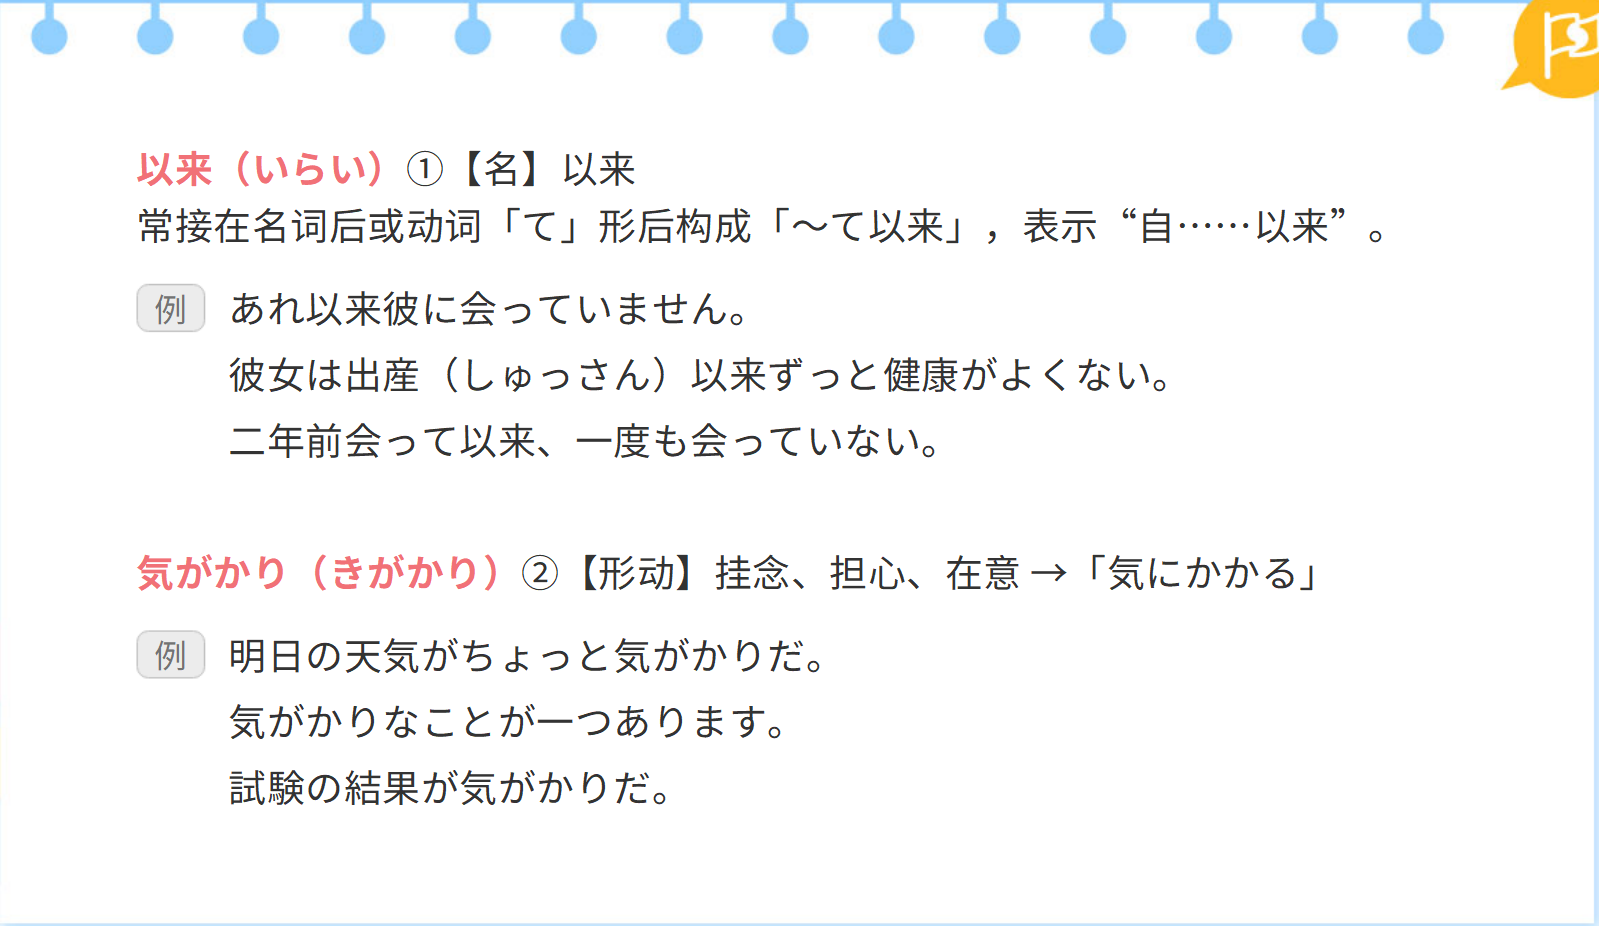 以来（いらい）①【名】以来
常接在名词后或动词「て」形后构成「～て以来」，表示“自……以来”。
例 あれ以来彼に会っていません。
彼女は出産（しゅっさん）以来ずっと健康がよくない。
二年前会って以来、一度も会っていない。
気がかり（きがかり）②【形动】挂念、担心、在意→「気にかかる」
例 明日の天気がちょっと気がかりだ。
気がかりなことが一つあります。
試験の結果が気がかりだ。